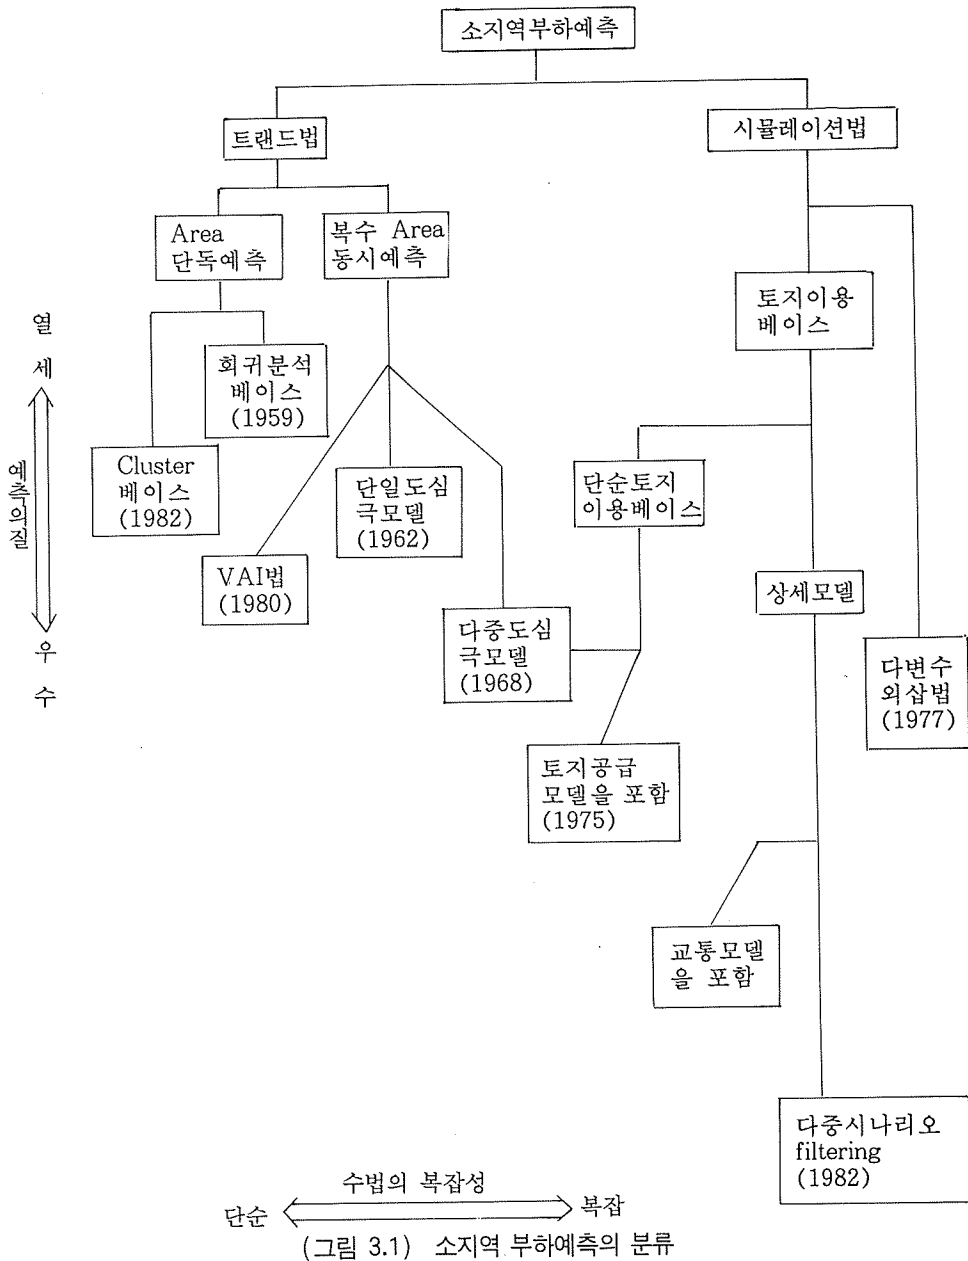 소지역부하예측
트랜드법
시뮬레이션법
Area
단독예측
복수 Area
동시예측
토지이용
베이스
열
세
예측의질
우
수
회귀분석
베이스
(1959)
Cluster
베이스
(1982)
단일도심
극모델
(1962)
단순토지
이용베이스
VAI법
(1980)
상세모델
다중도심
극모델
(1968)
다변수
외삽법
(1977)
토지공급
모델을 포함
(1975)
교통모델
을 포함
다중시나리오
filtering
(1982)
수법의 복잡성
단순
복잡
(그림 3.1) 소지역 부하예측의 분류